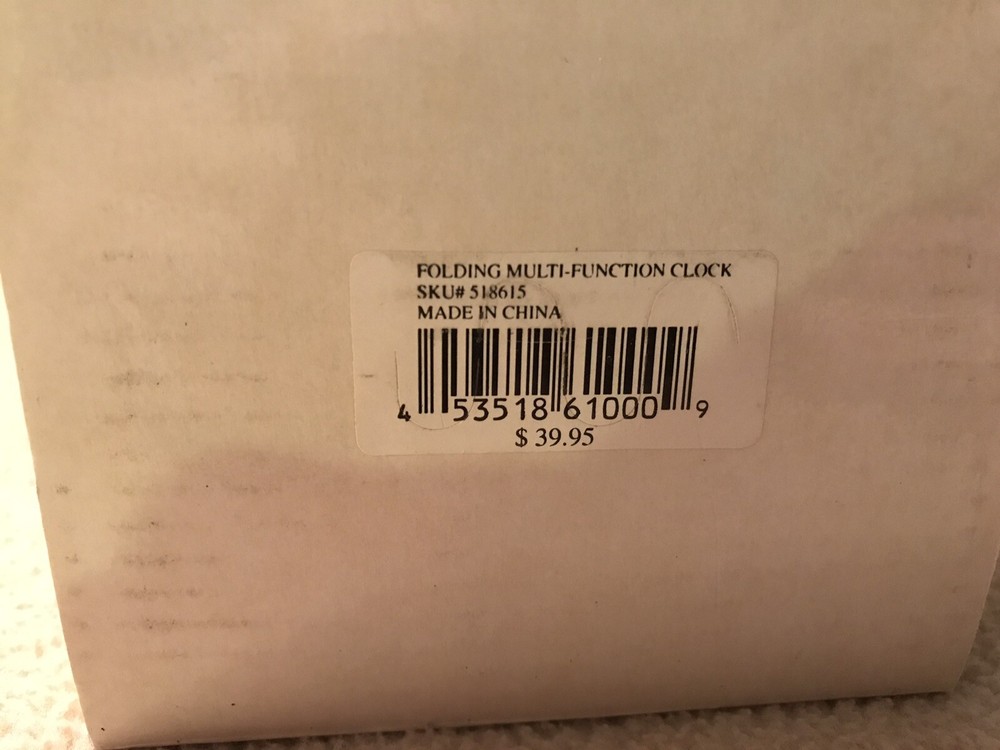 FOLDING MULTI-FUNCTION CLOCK
SKU# 518615
MADE IN CHINA
4 53518 61000 9
$ 39.95